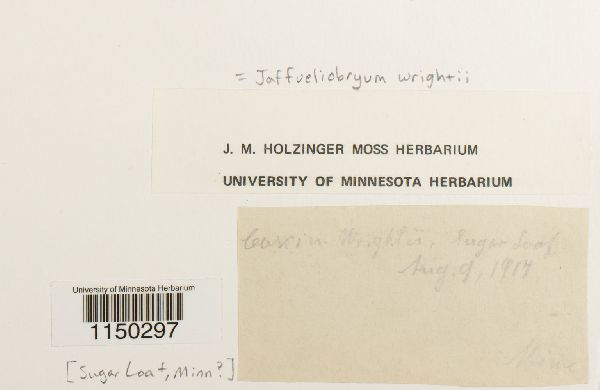 = Jaffueliobryum wrightii
J. M. HOLZINGER MOSS HERBARIUM
UNIVERSITY OF MINNESOTA HERBARIUM
Wrightii, Sugar Loaf
Aug. 9, 1917
University of Minnesota Herbarium
1150297
[Sugar Loaf, Minn?]